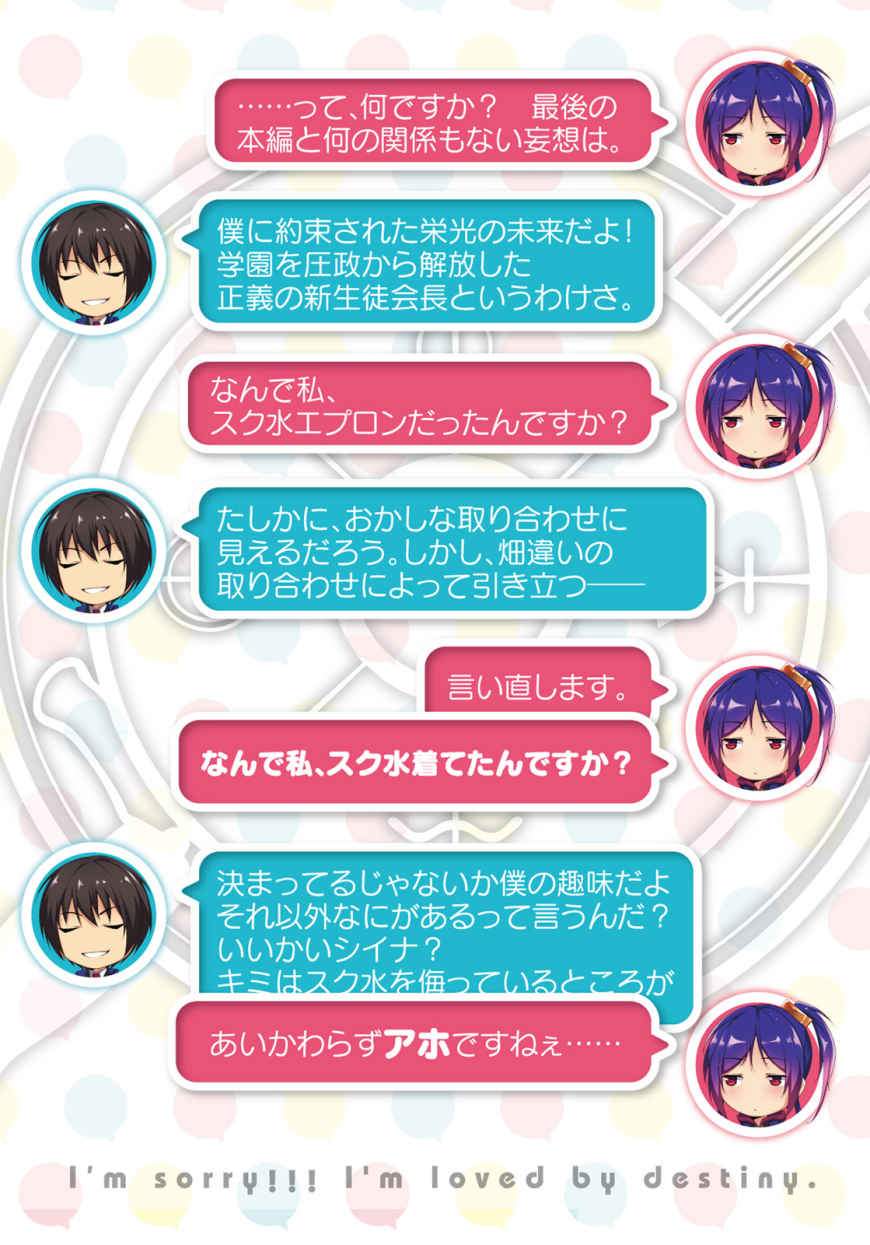 ……って、何ですか？　最後の
本編と何の関係もない妄想は。
僕に約束された栄光の未来だよ！
学園を圧政から解放した
正義の新生徒会長というわけさ。
なんで私、
スク水エプロンだったんですか？
たしかに、おかしな取り合わせに
見えるだろう。しかし、畑違いの
取り合わせによって引き立つ――
言い直します。
なんで私、スク水着てたんですか？
決まってるじゃないか僕の趣味だよ
それ以外なにがあるって言うんだ？
いいかいシイナ？
キミはスク水を侮っているところが
あいかわらずアホですねぇ……
I'm sorry!!! I'm loved by destiny.